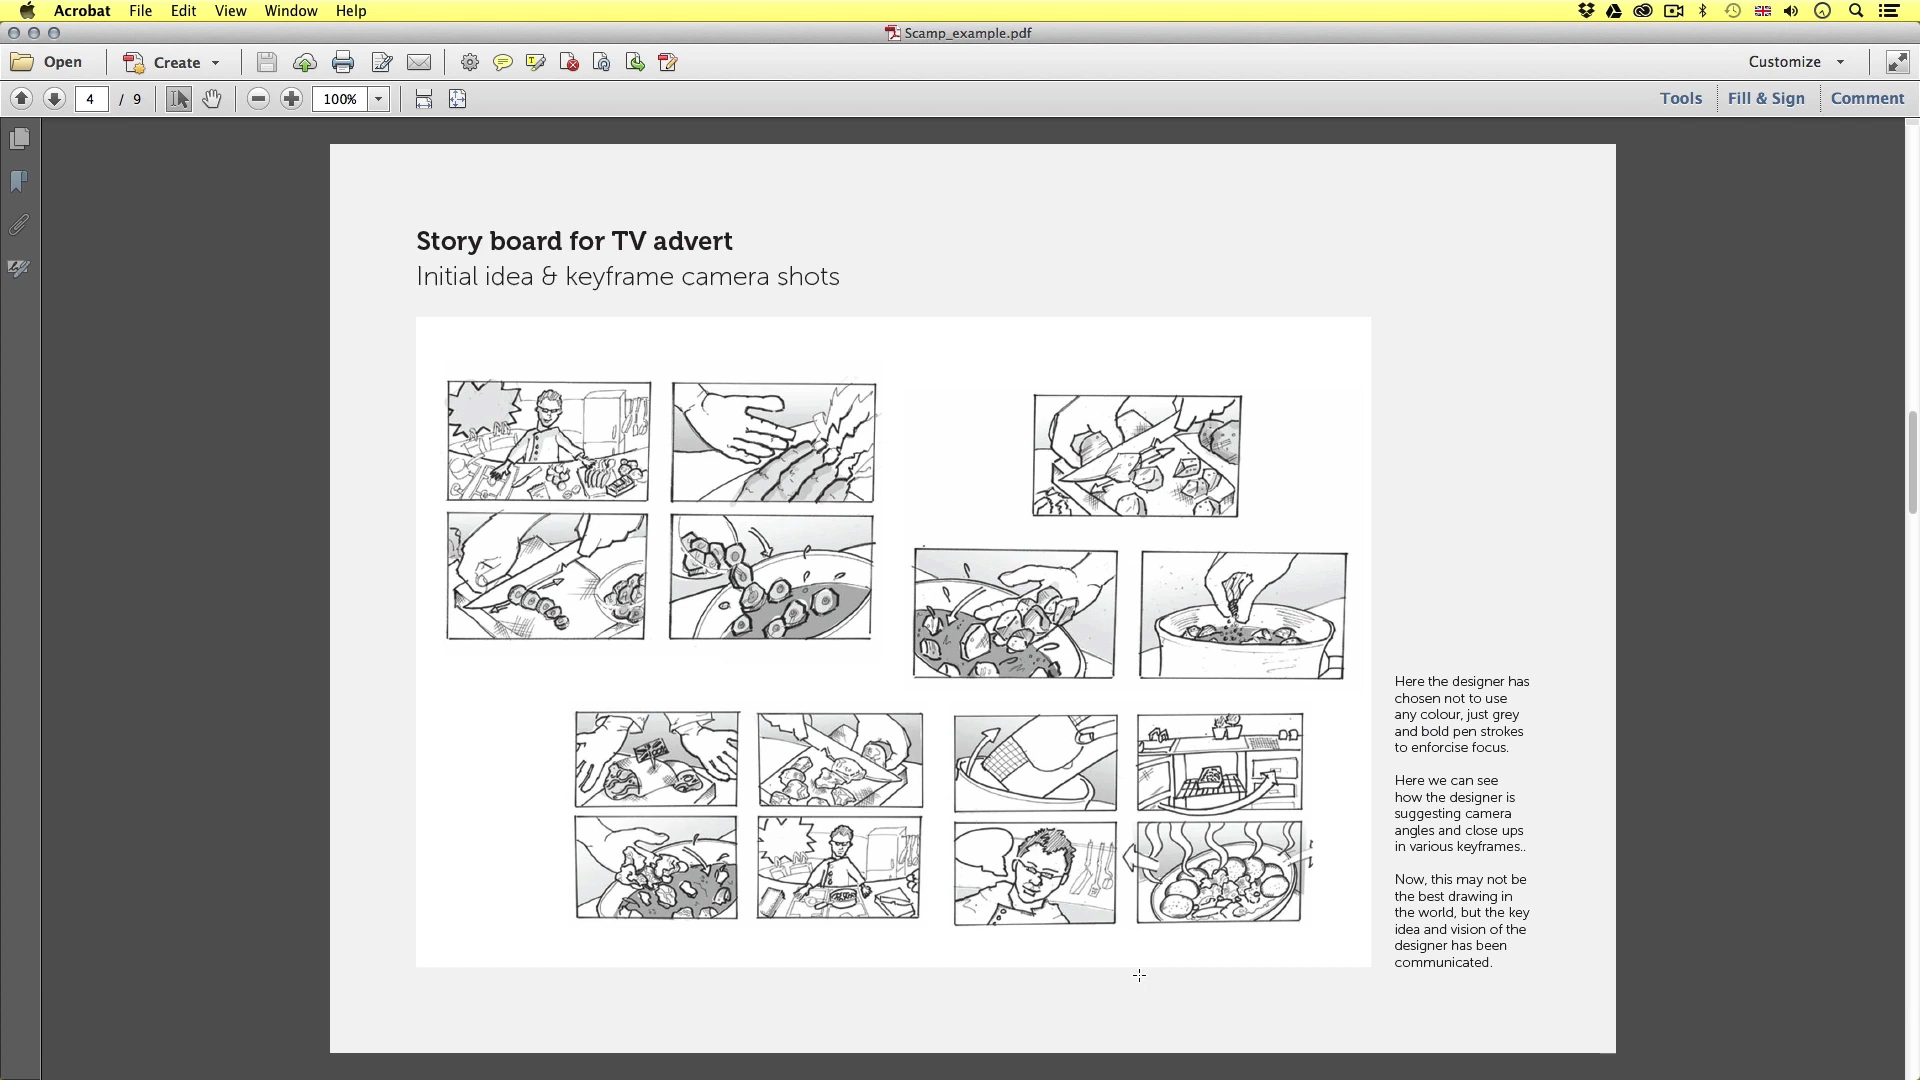 Acrobat File Edit View Window Help
Scamp_example.pdf
Open Create Customize
4 / 9 100% Tools Fill & Sign Comment
Story board for TV advert
Initial idea & keyframe camera shots
Here the designer has
chosen not to use
any colour, just grey
and bold pen strokes
to enforcise focus.
Here we can see
how the designer is
suggesting camera
angles and close ups
in various keyframes..
Now, this may not be
the best drawing in
the world, but the key
idea and vision of the
designer has been
communicated.